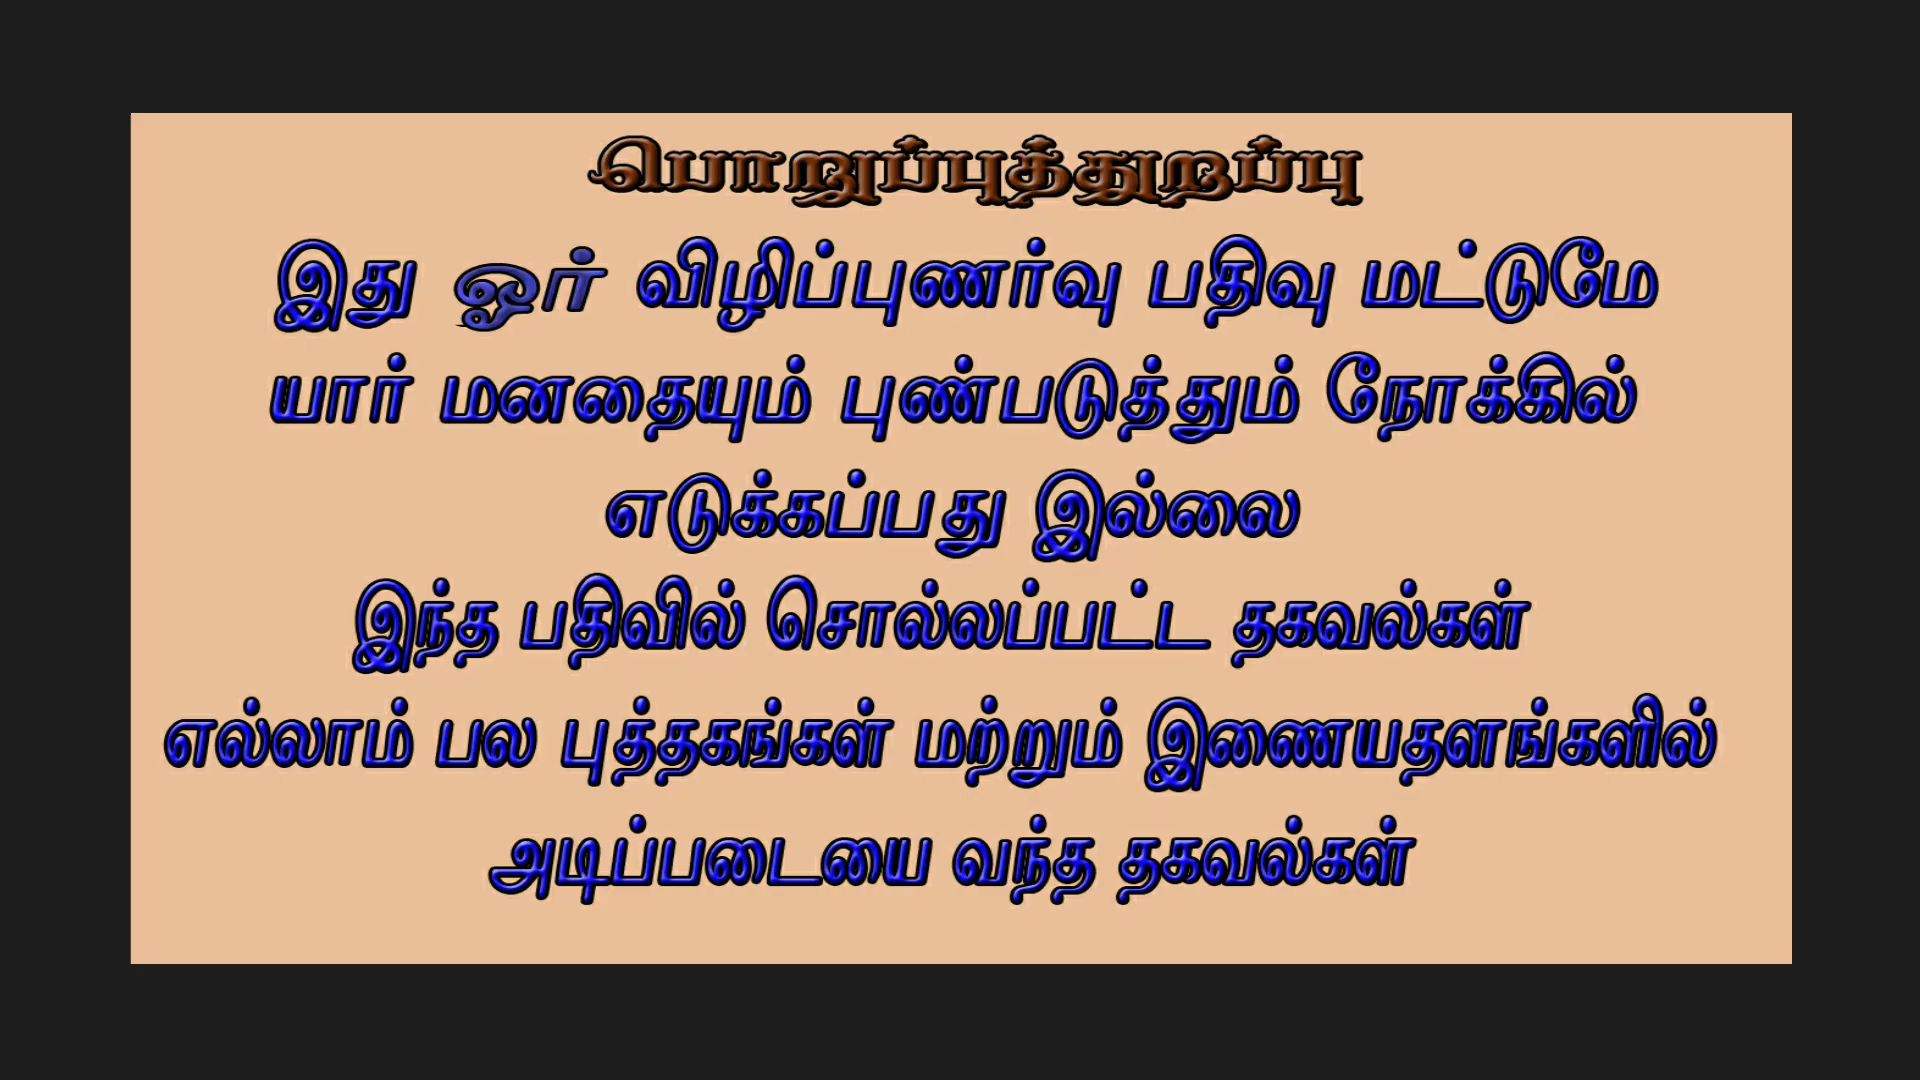 பொறுப்புத்துறப்பு
இது ஓர் விழிப்புணர்வு பதிவு மட்டுமே
யார் மனதையும் புண்படுத்தும் நோக்கில்
எடுக்கப்பது இல்லை
இந்த பதிவில் சொல்லப்பட்ட தகவல்கள்
எல்லாம் பல புத்தகங்கள் மற்றும் இணையதளங்களில்
அடிப்படையை வந்த தகவல்கள்